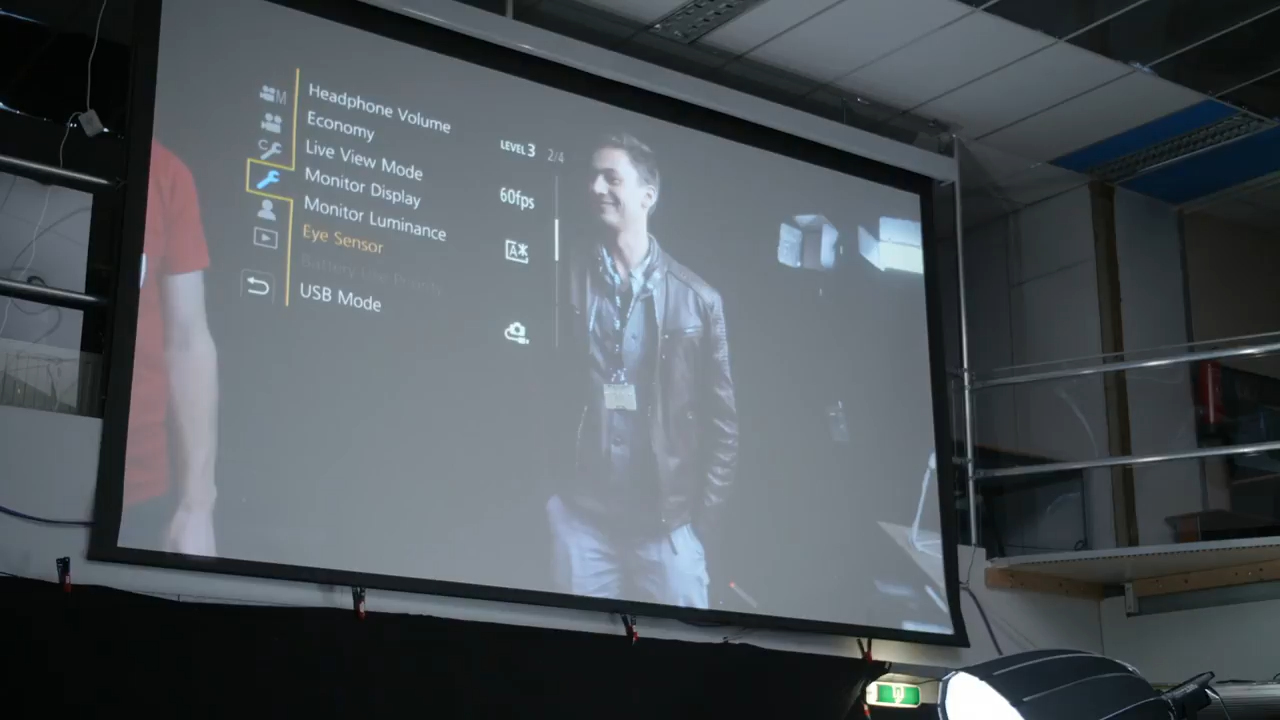 Headphone Volume
LEVEL 3
2/4
Economy
Live View Mode
60fps
Monitor Display
Monitor Luminance
Eye Sensor
USB Mode